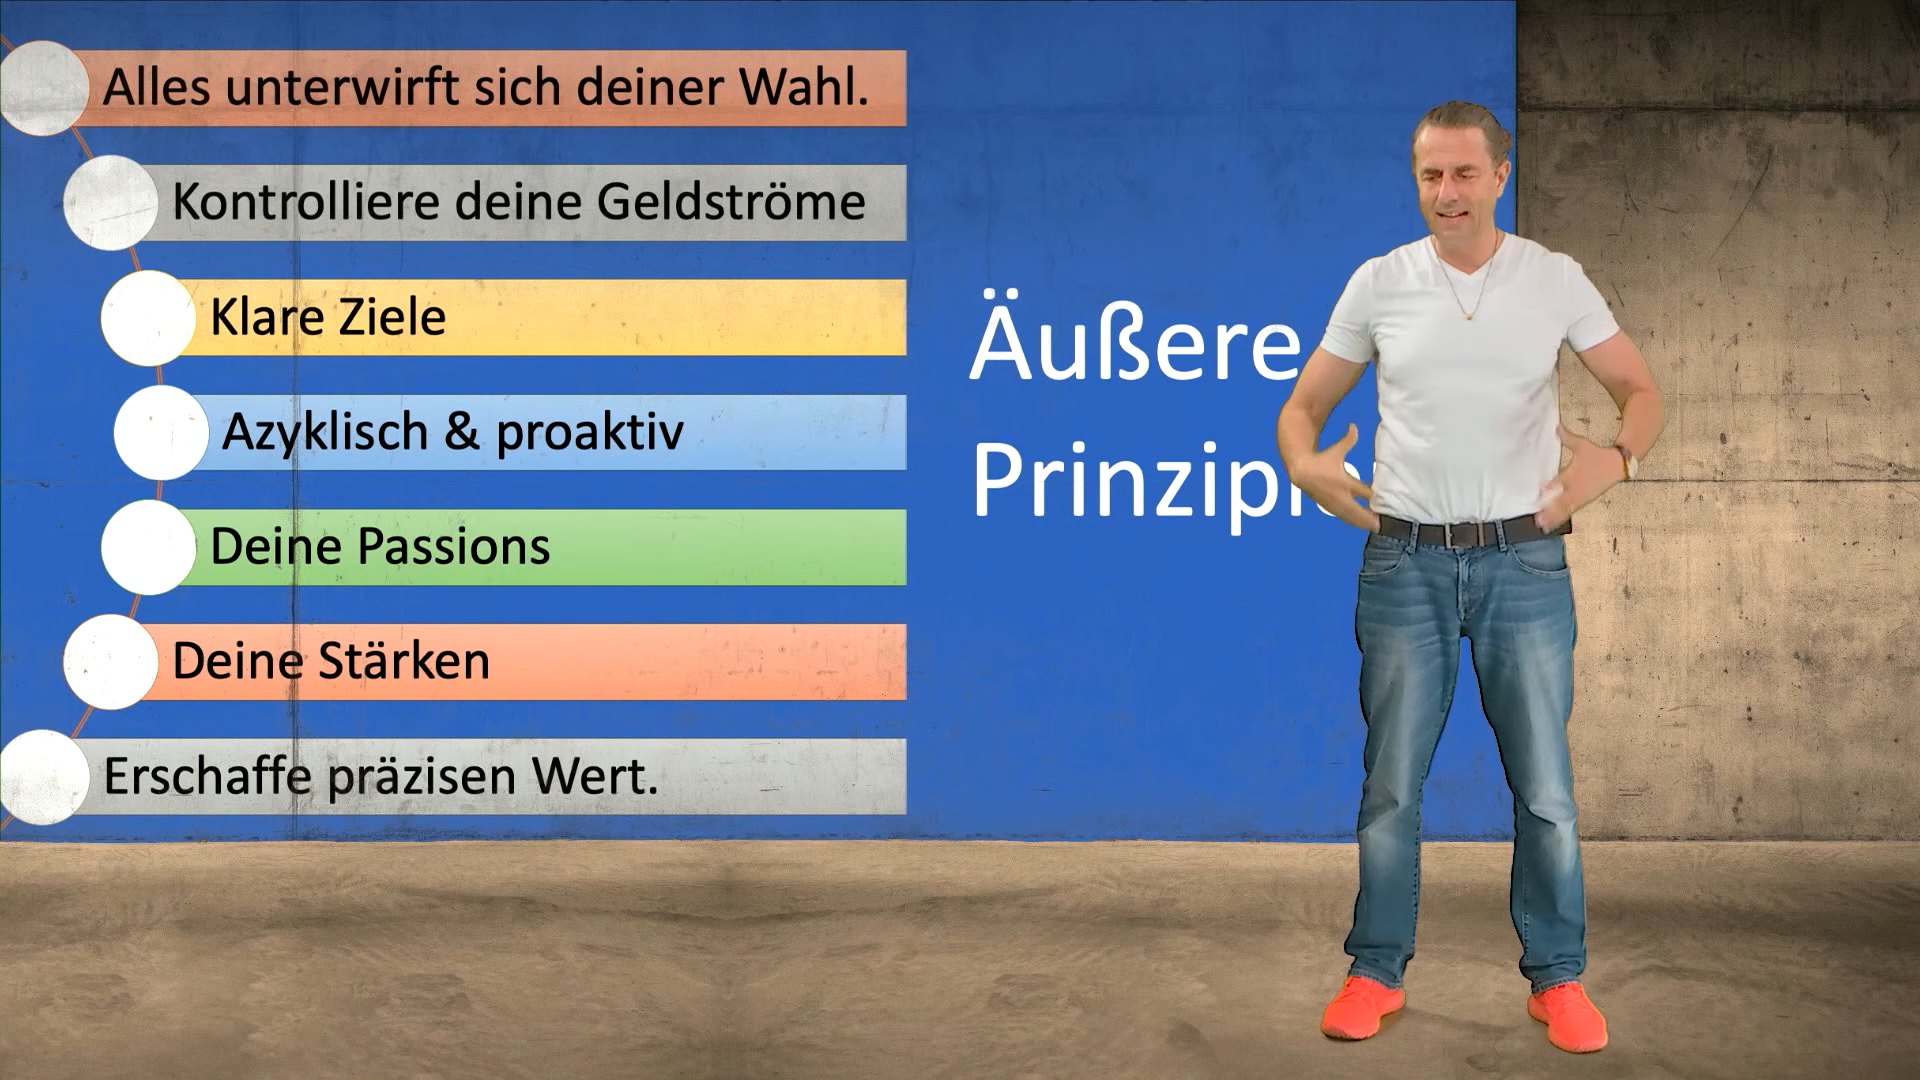 Alles unterwirft sich deiner Wahl.
Kontrolliere deine Geldströme
Klare Ziele
Azyklisch & proaktiv
Deine Passions
Deine Stärken
Erschaffe präzisen Wert.
Äußere